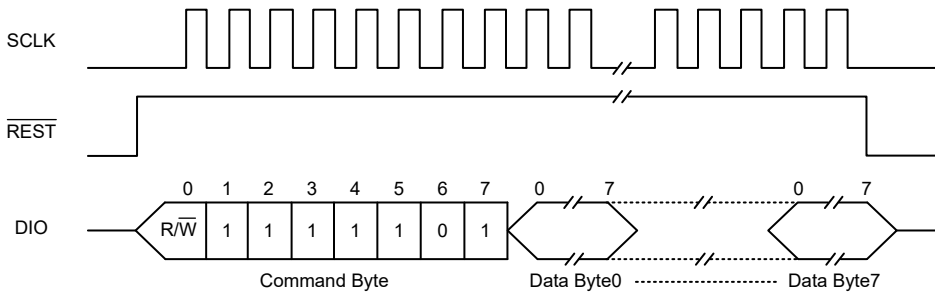 SCLK
REST
0 1 2 3 4 5 6 7 0 7 0 7
DIO R/W 1 1 1 1 1 0 1
Command Byte Data Byte0 Data Byte7